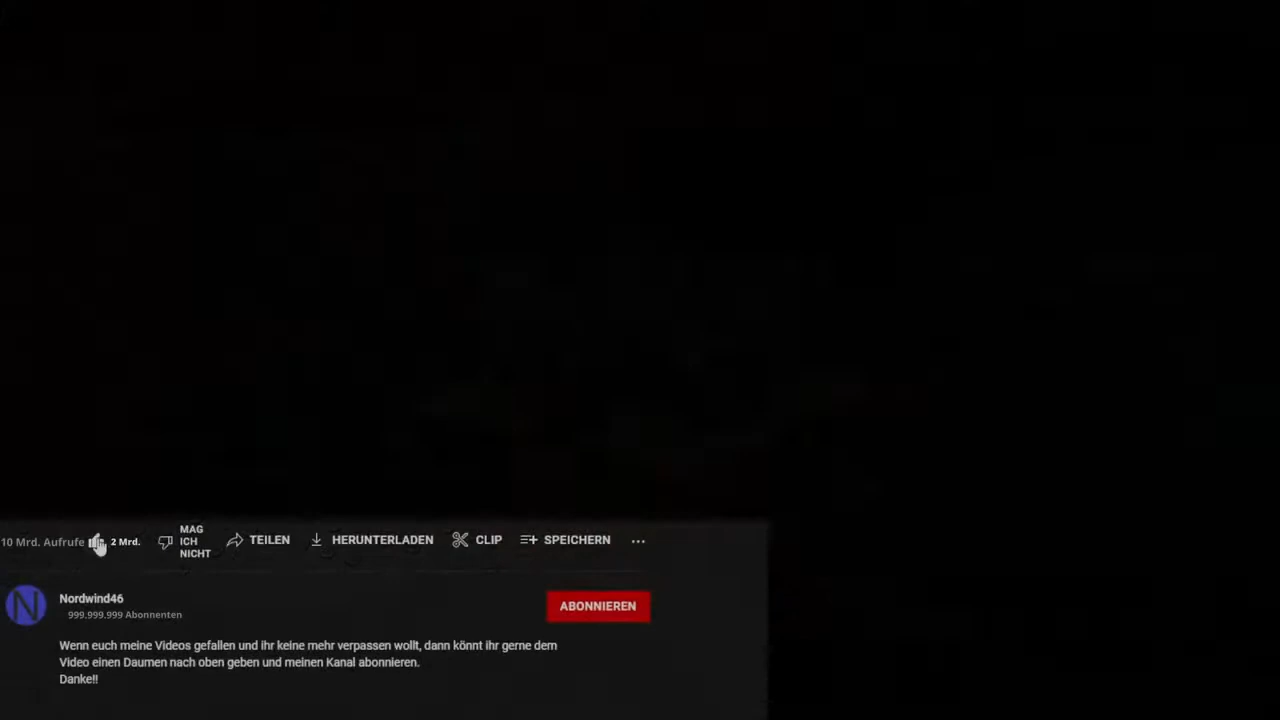 10 Mrd. Aufrufe 2 Mrd. MAG ICH NICHT TEILEN HERUNTERLADEN CLIP SPEICHERN ...
N
Nordwind46
999.999.999 Abonnenten
ABONNIEREN
Wenn euch meine Videos gefallen und ihr keine mehr verpassen wollt, dann könnt ihr gerne dem
Video einen Daumen nach oben geben und meinen Kanal abonnieren.
Danke!!